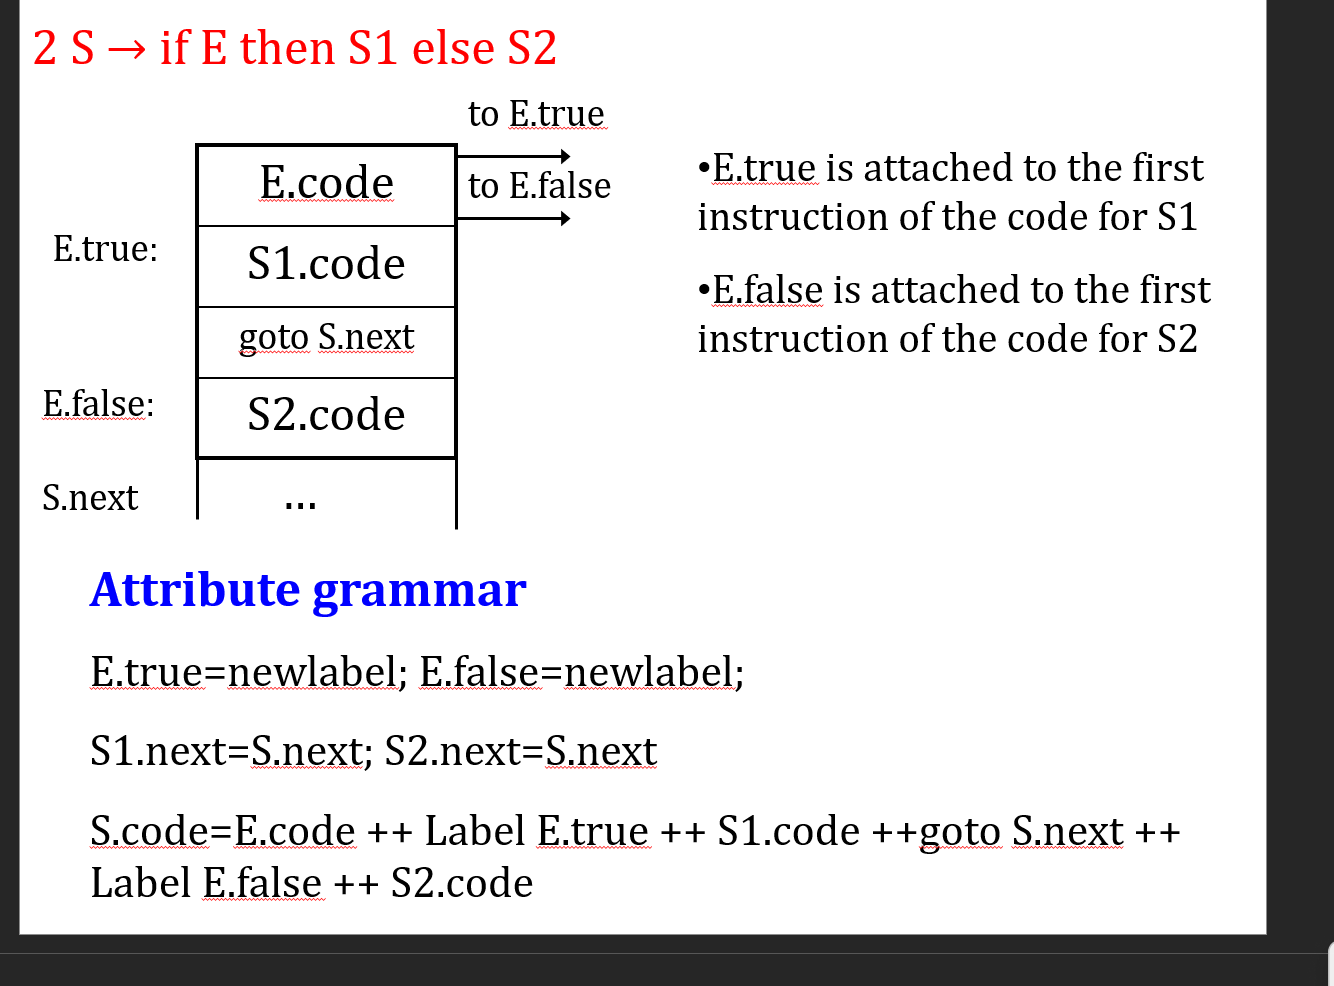 2 S → if E then S1 else S2
to E.true
E.code
to E.false
E.true:
S1.code
goto S.next
E.false:
S2.code
S.next
...
•E.true is attached to the first
instruction of the code for S1
•E.false is attached to the first
instruction of the code for S2
Attribute grammar
E.true=newlabel; E.false=newlabel;
S1.next=S.next; S2.next=S.next
S.code=E.code ++ Label E.true ++ S1.code ++goto S.next ++
Label E.false ++ S2.code